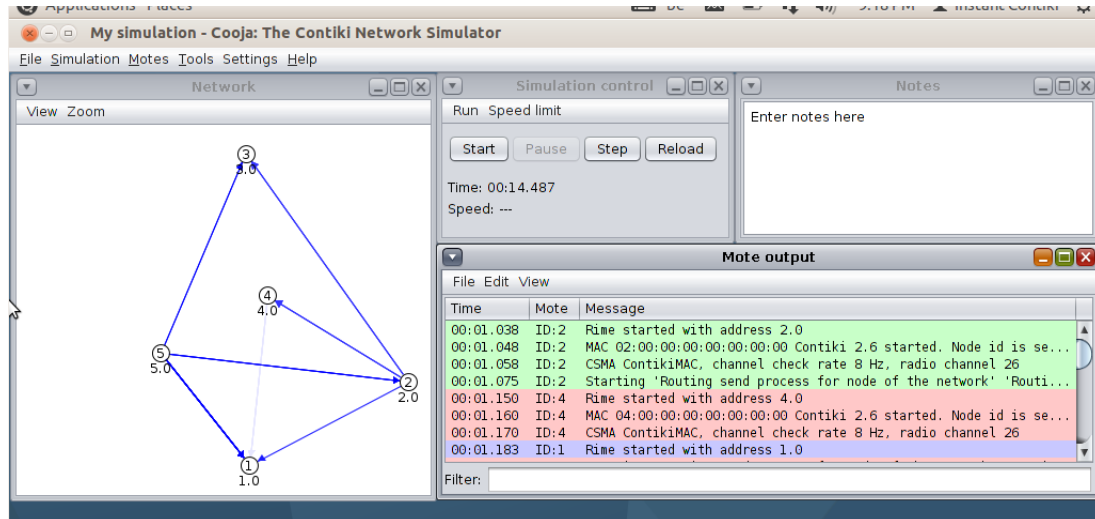 Applications Places
My simulation - Cooja: The Contiki Network Simulator
File Simulation Motes Tools Settings Help
Network
View Zoom
3
3.0
4
4.0
5
5.0
2
2.0
1
1.0
Simulation control
Run Speed limit
Start Pause Step Reload
Time: 00:14.487
Speed: ---
Notes
Enter notes here
Mote output
File Edit View
Time Mote Message
00:01.038 ID:2 Rime started with address 2.0
00:01.048 ID:2 MAC 02:00:00:00:00:00:00:00 Contiki 2.6 started. Node id is se...
00:01.058 ID:2 CSMA ContikiMAC, channel check rate 8 Hz, radio channel 26
00:01.075 ID:2 Starting 'Routing send process for node of the network' 'Routi...
00:01.150 ID:4 Rime started with address 4.0
00:01.160 ID:4 MAC 04:00:00:00:00:00:00:00 Contiki 2.6 started. Node id is se...
00:01.170 ID:4 CSMA ContikiMAC, channel check rate 8 Hz, radio channel 26
00:01.183 ID:1 Rime started with address 1.0
Filter: